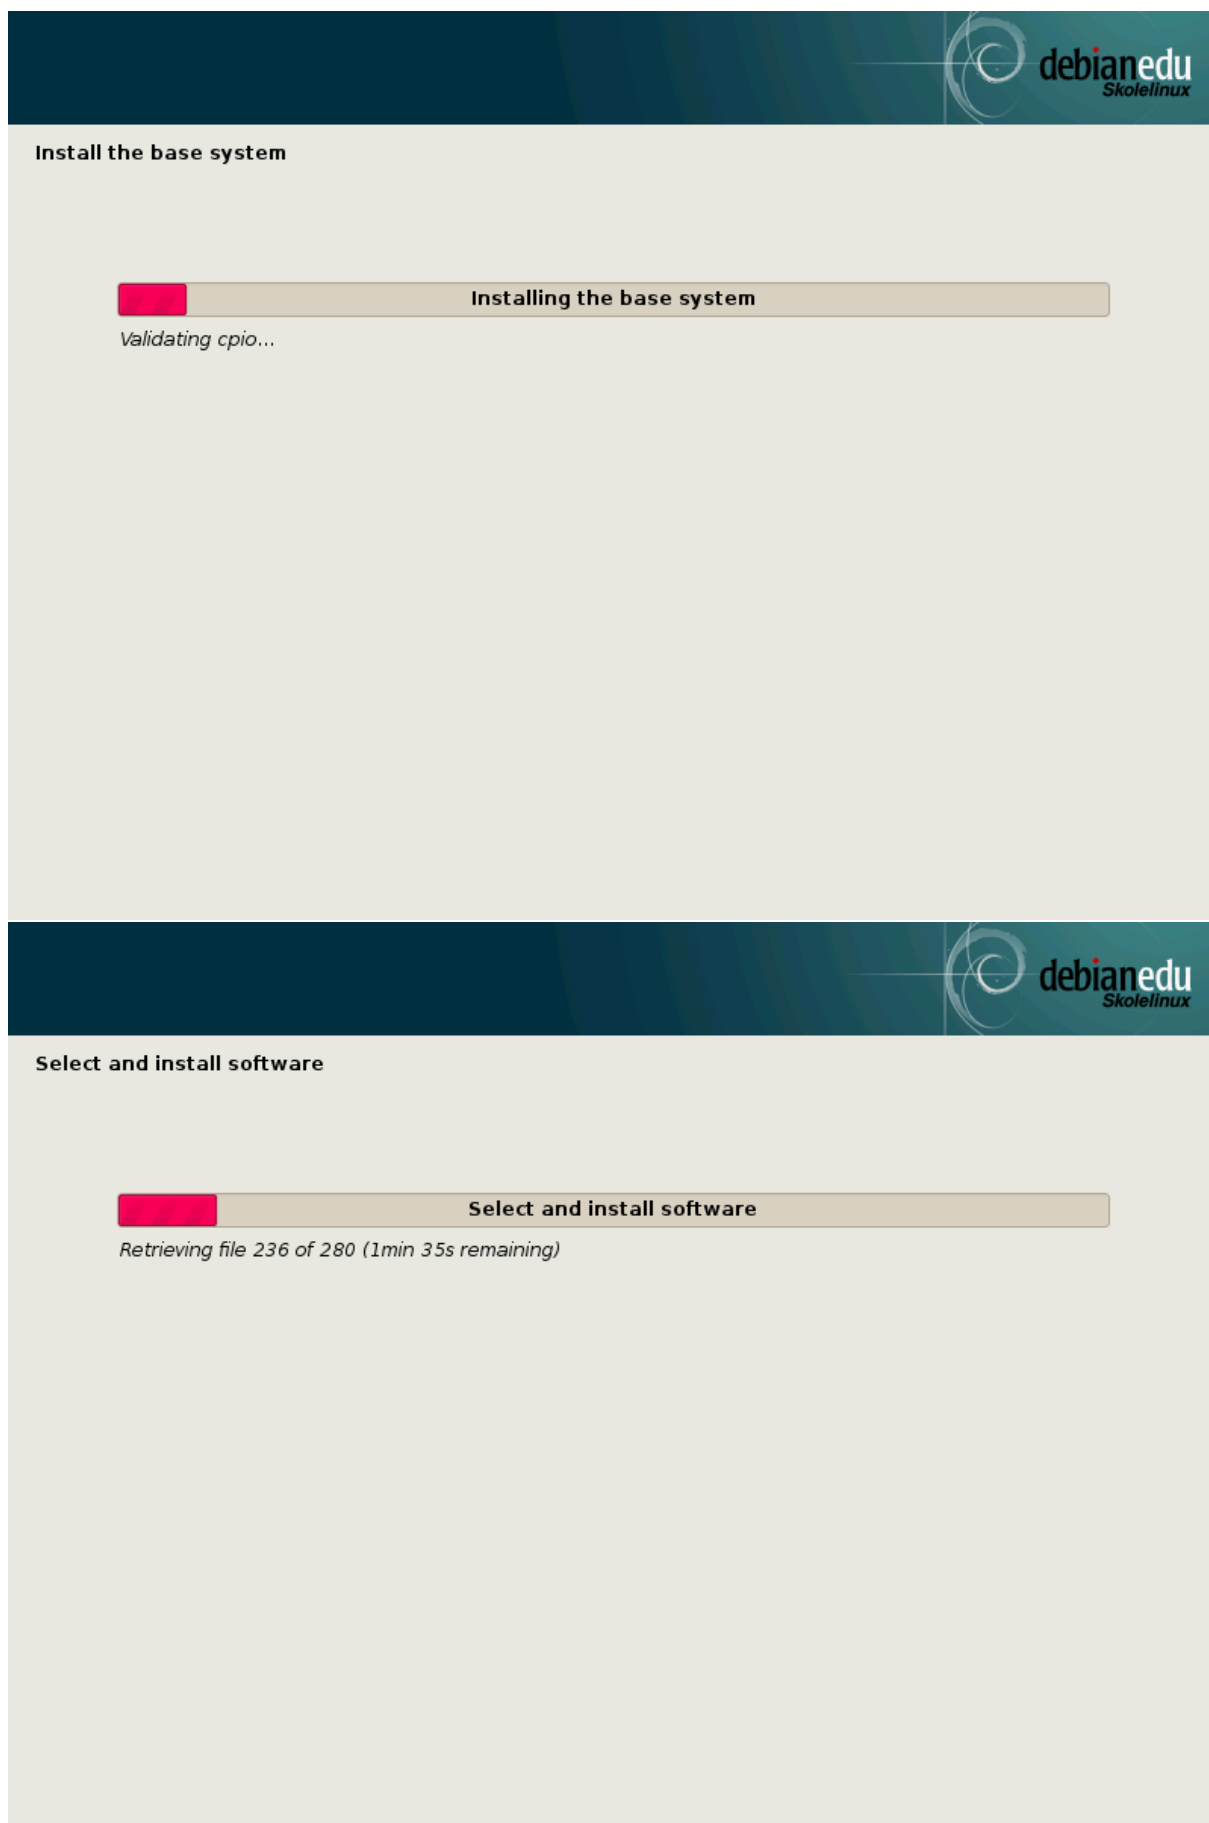 debianedu
Skolelinux
Install the base system
Installing the base system
Validating cpio...
debianedu
Skolelinux
Select and install software
Select and install software
Retrieving file 236 of 280 (1min 35s remaining)